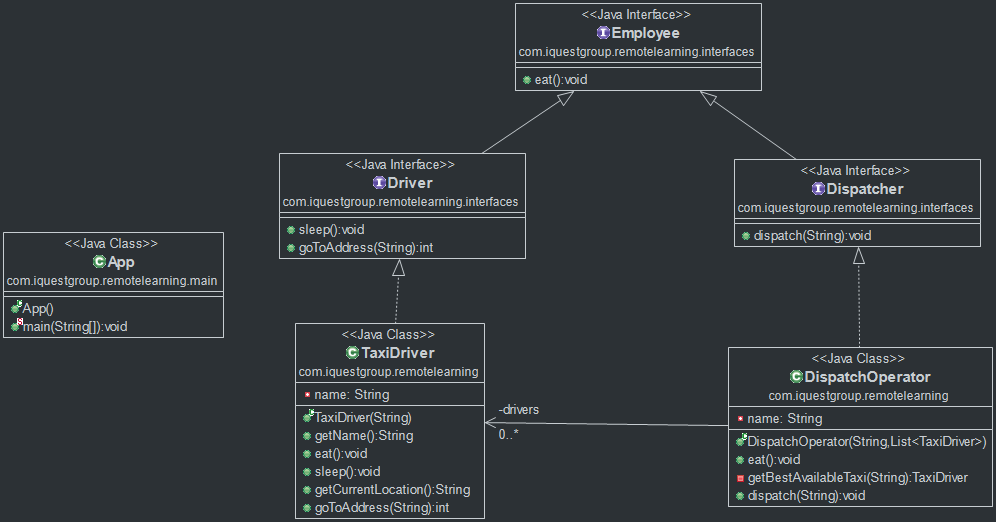 <<Java Interface>>
Employee
com.iquestgroup.remotelearning.interfaces
eat():void
<<Java Interface>>
Driver
com.iquestgroup.remotelearning.interfaces
sleep():void
goToAddress(String):int
<<Java Interface>>
Dispatcher
com.iquestgroup.remotelearning.interfaces
dispatch(String):void
<<Java Class>>
App
com.iquestgroup.remotelearning.main
App()
main(String[]):void
<<Java Class>>
TaxiDriver
com.iquestgroup.remotelearning
name: String
TaxiDriver(String)
getName():String
eat():void
sleep():void
getCurrentLocation():String
goToAddress(String):int
-drivers
0..*
<<Java Class>>
DispatchOperator
com.iquestgroup.remotelearning
name: String
DispatchOperator(String,List<TaxiDriver>)
eat():void
getBestAvailableTaxi(String):TaxiDriver
dispatch(String):void